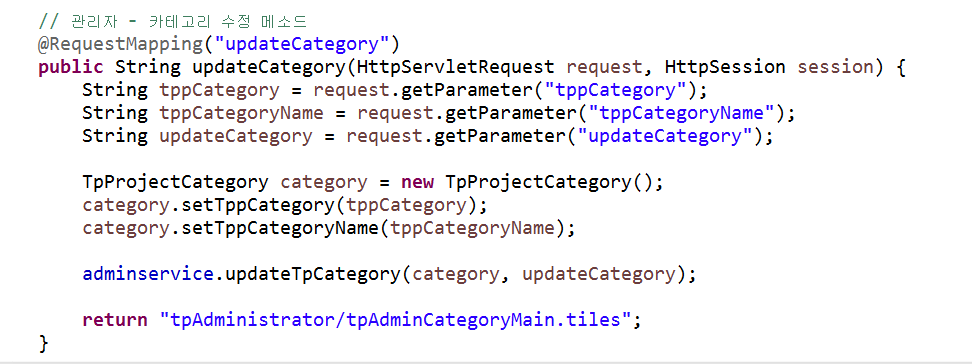 // 관리자 - 카테고리 수정 메소드
@RequestMapping("updateCategory")
public String updateCategory(HttpServletRequest request, HttpSession session) {
String tppCategory = request.getParameter("tppCategory");
String tppCategoryName = request.getParameter("tppCategoryName");
String updateCategory = request.getParameter("updateCategory");
TpProjectCategory category = new TpProjectCategory();
category.setTppCategory(tppCategory);
category.setTppCategoryName(tppCategoryName);
adminservice.updateTpCategory(category, updateCategory);
return "tpAdministrator/tpAdminCategoryMain.tiles";
}